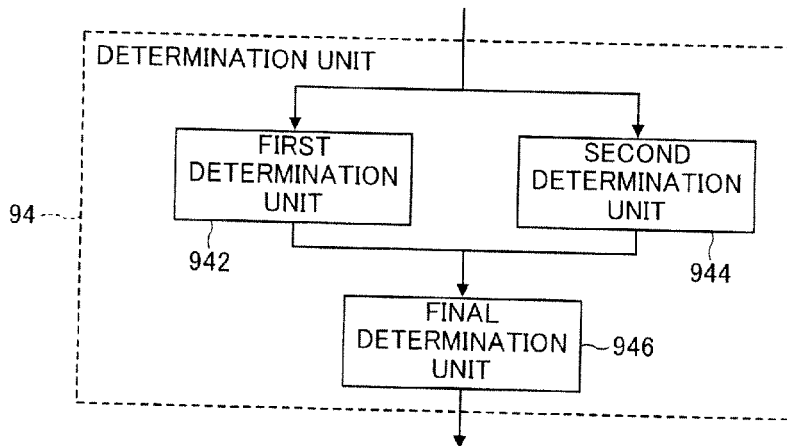 DETERMINATION UNIT
FIRST
DETERMINATION
UNIT
SECOND
DETERMINATION
UNIT
94
942
944
FINAL
DETERMINATION
UNIT
946